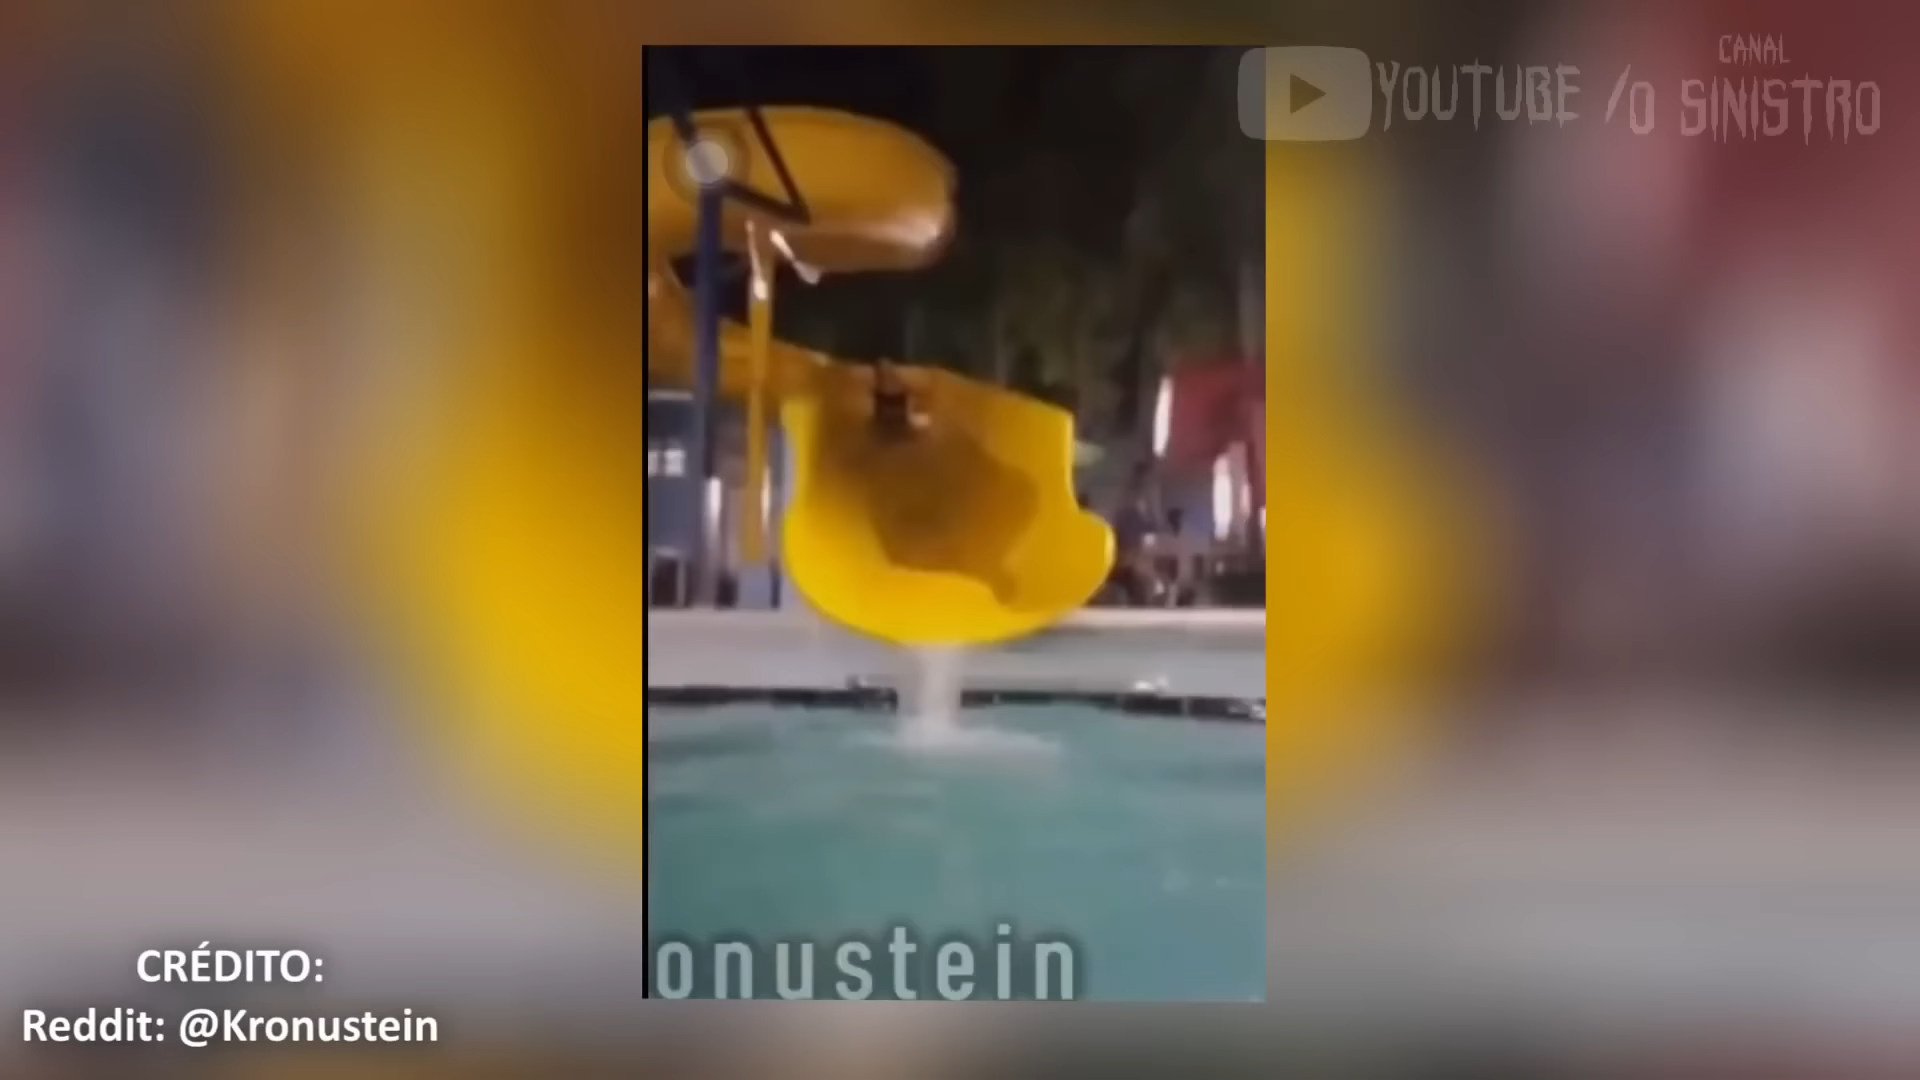 CANAL
YOUTUBE /O SINISTRO
onustein
CRÉDITO:
Reddit: @Kronustein